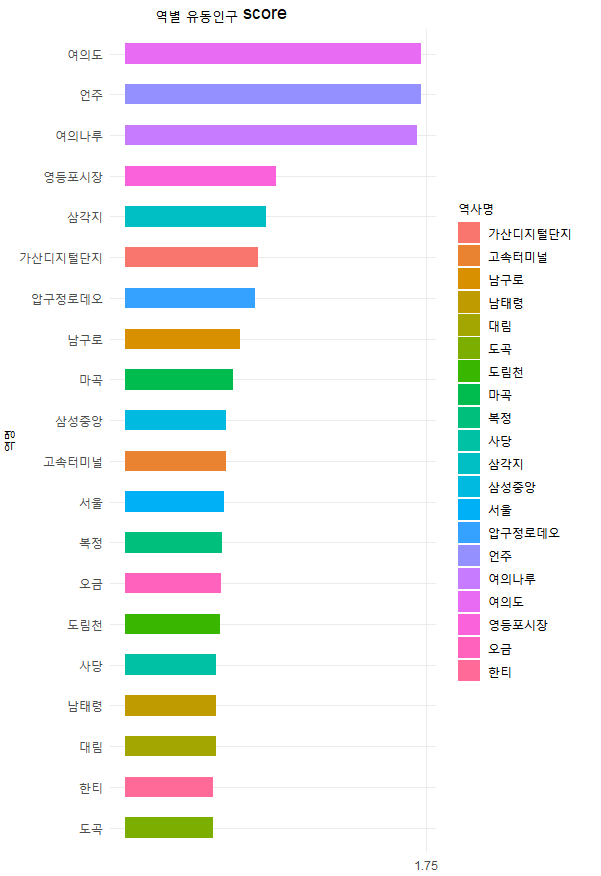 역별 유동인구 score
여의도
언주
여의나루
영등포시장
삼각지
가산디지털단지
압구정로데오
남구로
마곡
삼성중앙
고속터미널
서울
복정
오금
도림천
사당
남태령
대림
한티
도곡
역명
1.75
역사명
가산디지털단지
고속터미널
남구로
남태령
대림
도곡
도림천
마곡
복정
사당
삼각지
삼성중앙
서울
압구정로데오
언주
여의나루
여의도
영등포시장
오금
한티